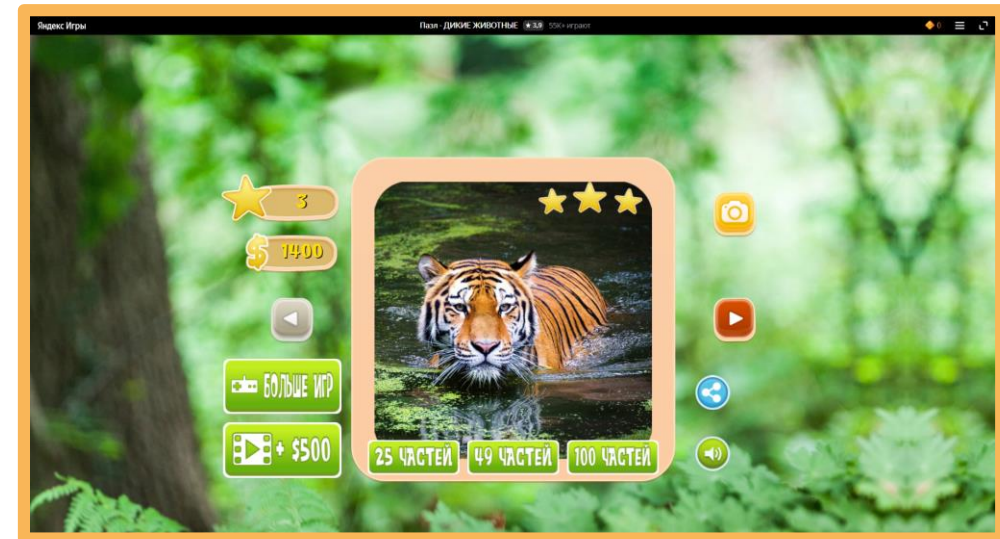 Яндекс Игры
Пазл - ДИКИЕ ЖИВОТНЫЕ ★ 3,9 55K+ играют
0
3
$ 1400
БОЛЬШЕ ИГР
+ $500
25 ЧАСТЕЙ
49 ЧАСТЕЙ
100 ЧАСТЕЙ